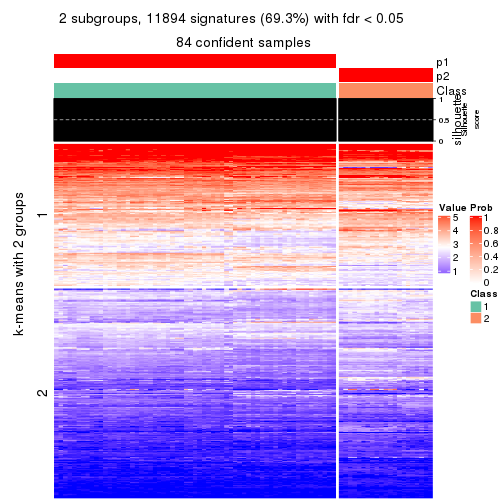 2 subgroups, 11894 signatures (69.3%) with fdr < 0.05
84 confident samples
p1
p2
Class
1
0.5
0
silhouette
Silhouette
score
k-means with 2 groups
1
2
Value
5
4
3
2
1
Prob
1
0.8
0.6
0.4
0.2
0
Class
1
2